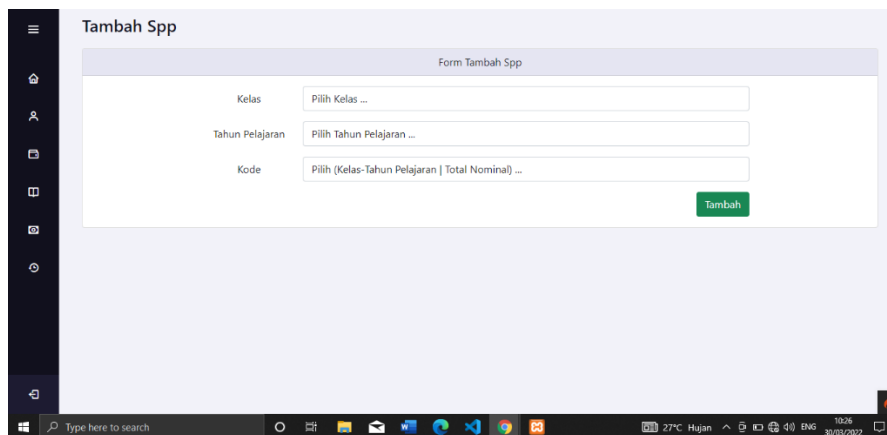 Tambah Spp
Form Tambah Spp
Kelas Pilih Kelas ...
Tahun Pelajaran Pilih Tahun Pelajaran ...
Kode Pilih (Kelas-Tahun Pelajaran | Total Nominal) ...
Tambah
Type here to search 27°C Hujan ENG 10:26
30/03/2022